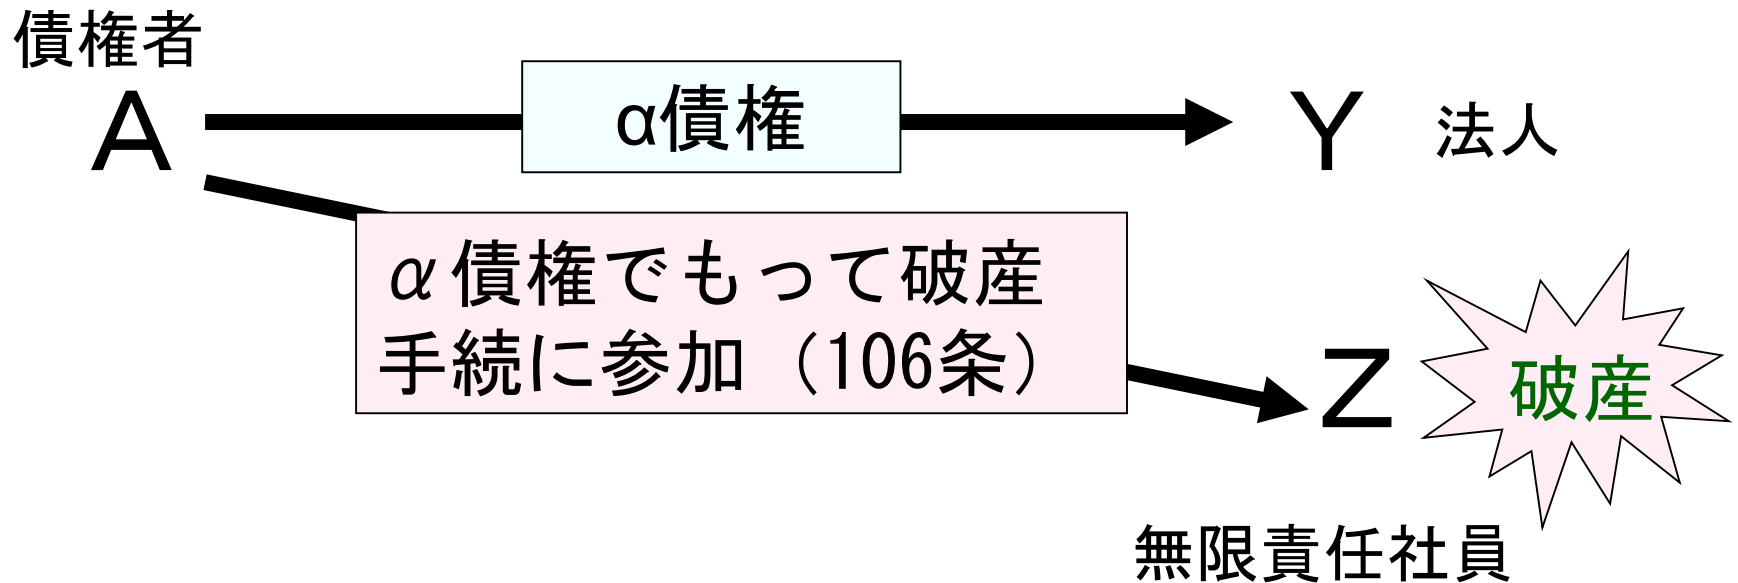 債権者
A
α債権
Y
法人
α債権でもって破産
手続に参加（106条）
Z
破産
無限責任社員